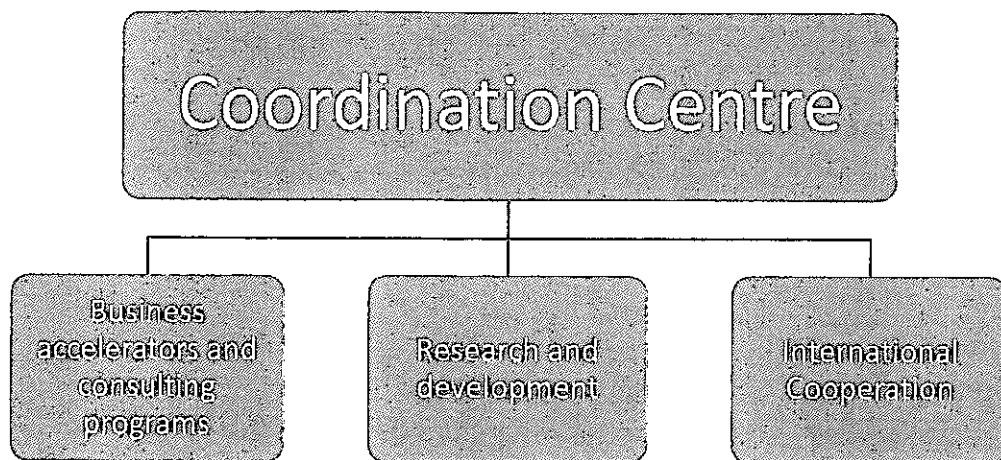 Coordination Centre
Business
accelerators and
consulting
programs
Research and
development
International
Cooperation